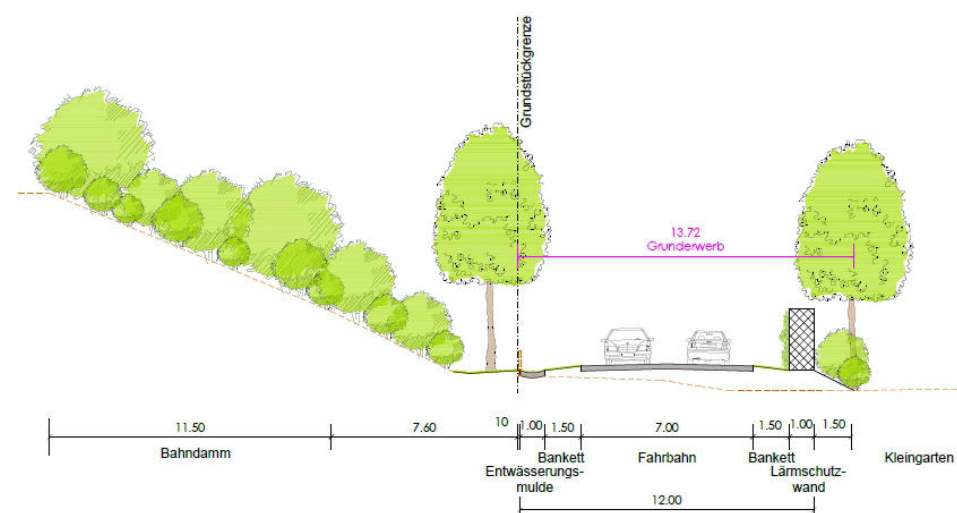 Grundstückgrenze
13.72
Grunderwerb
11.50
7.60
10
1.00
1.50
7.00
1.50
1.00
1.50
Bahndamm
Bankett
Fahrbahn
Bankett
Kleingarten
Entwässerungs-
mulde
Lärmschutz-
wand
12.00